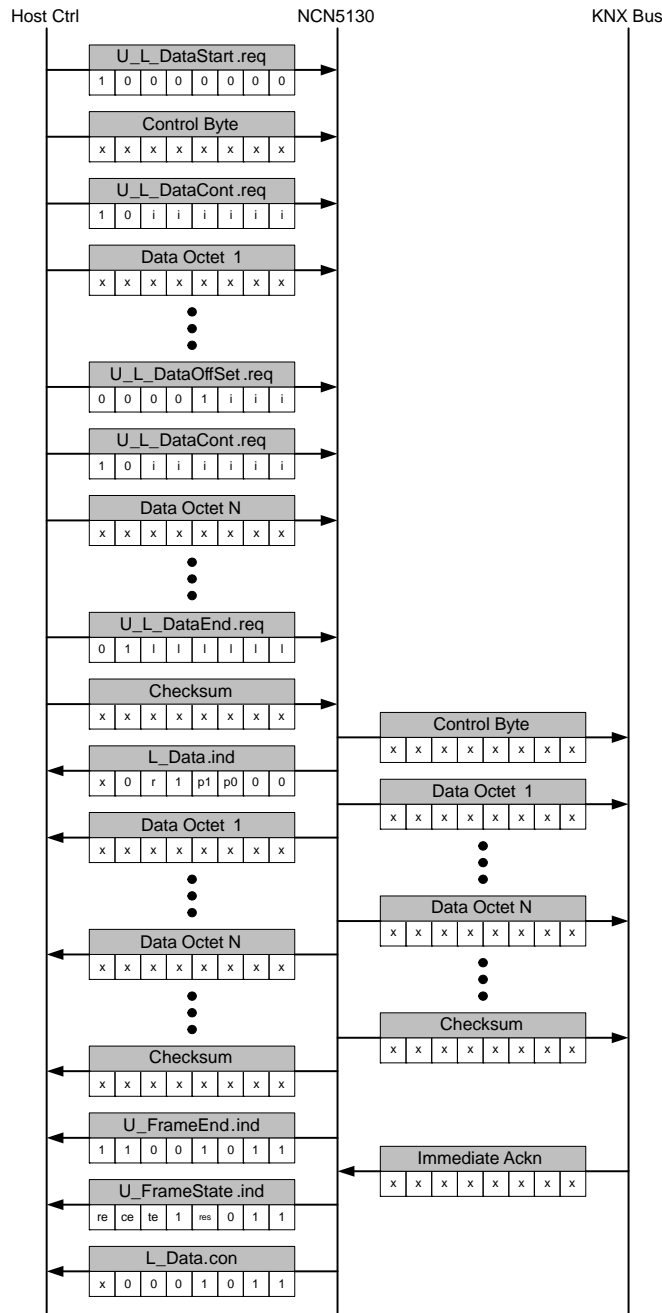 Host Ctrl NCN5130 KNX Bus
U_L_DataStart.req
1 0 0 0 0 0 0 0
Control Byte
x x x x x x x x
U_L_DataCont.req
1 0 i i i i i i
Data Octet 1
x x x x x x x x
U_L_DataOffSet.req
0 0 0 0 1 i i i
U_L_DataCont.req
1 0 i i i i i i
Data Octet N
x x x x x x x x
U_L_DataEnd.req
0 1 l l l l l l
Checksum
x x x x x x x x
Control Byte
x x x x x x x x
L_Data.ind
x 0 r 1 p1 p0 0 0
Data Octet 1
x x x x x x x x
Data Octet 1
x x x x x x x x
Data Octet N
x x x x x x x x
Data Octet N
x x x x x x x x
Checksum
x x x x x x x x
Checksum
x x x x x x x x
U_FrameEnd.ind
1 1 0 0 1 0 1 1
Immediate Ackn
x x x x x x x x
U_FrameState.ind
re ce te 1 res 0 1 1
L_Data.con
x 0 0 0 1 0 1 1